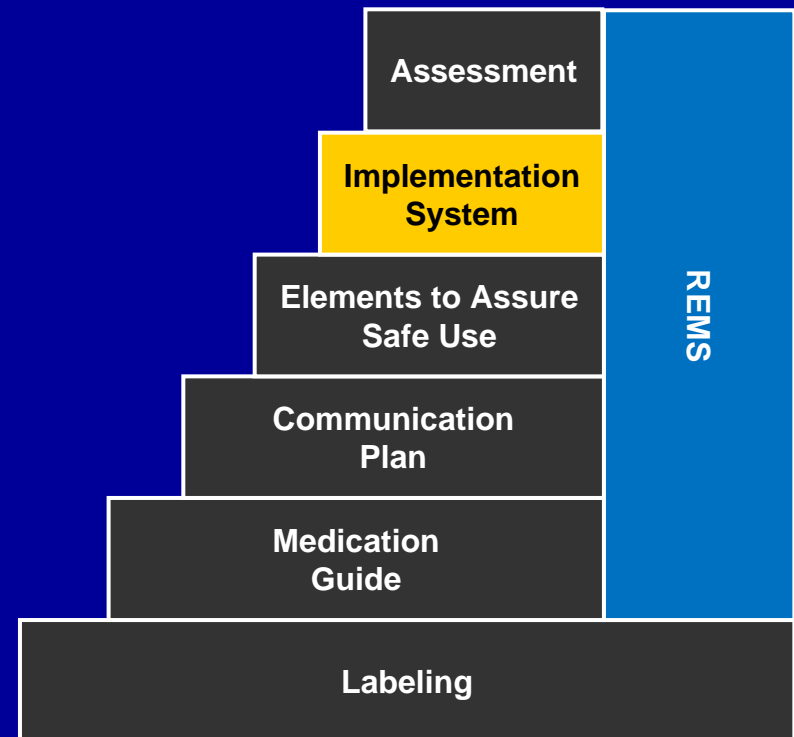 Assessment
Implementation
System
Elements to Assure
Safe Use
Communication
Plan
Medication
Guide
Labeling
REMS